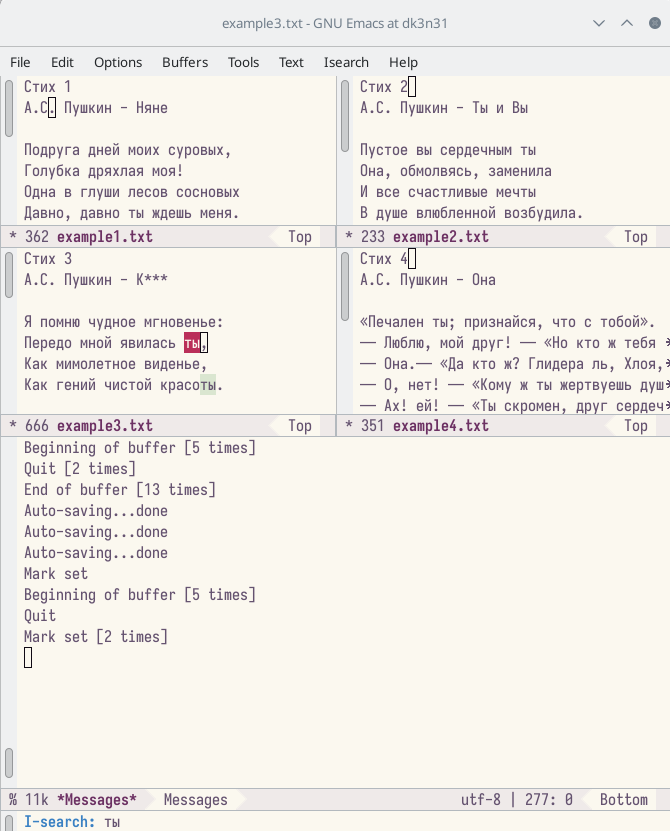 example3.txt - GNU Emacs at dk3n31
File Edit Options Buffers Tools Text Isearch Help
Стих 1
А.С. Пушкин - Няне
Подруга дней моих суровых,
Голубка дряхлая моя!
Одна в глуши лесов сосновых
Давно, давно ты ждешь меня.
* 362 example1.txt Top
Стих 2
А.С. Пушкин - Ты и Вы
Пустое вы сердечным ты
Она, обмолвясь, заменила
И все счастливые мечты
В душе влюбленной возбудила.
* 233 example2.txt Top
Стих 3
А.С. Пушкин - К***
Я помню чудное мгновенье:
Передо мной явилась ты,
Как мимолетное виденье,
Как гений чистой красоты.
* 666 example3.txt Top
Стих 4
А.С. Пушкин - Она
«Печален ты; признайся, что с тобой».
— Люблю, мой друг! — «Но кто ж тебя
— Она.— «Да кто ж? Глидера ль, Хлоя,
— О, нет! — «Кому ж ты жертвуешь душ
— Ах! ей! — «Ты скромен, друг сердеч
* 351 example4.txt Top
Beginning of buffer [5 times]
Quit [2 times]
End of buffer [13 times]
Auto-saving...done
Auto-saving...done
Auto-saving...done
Mark set
Beginning of buffer [5 times]
Quit
Mark set [2 times]
% 11k *Messages* Messages utf-8 | 277: 0 Bottom
I-search: ты